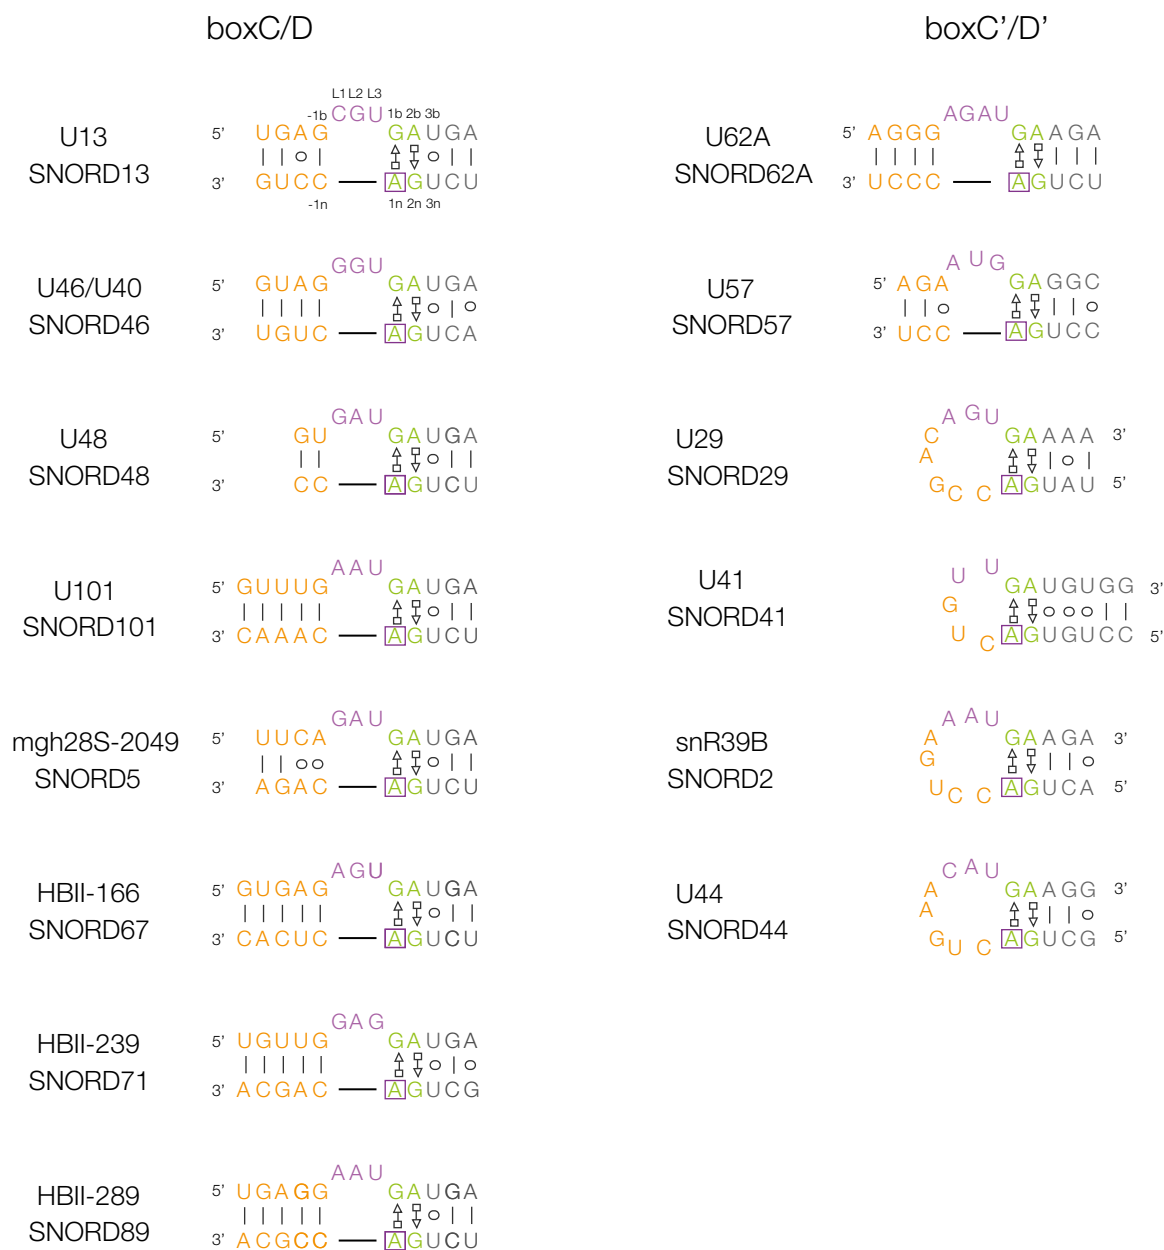 boxC/D
boxC'/D'
L1 L2 L3
-1b CGU 1b 2b 3b
U13
SNORD13
5' UGAG GAUGA
3' GUCC AGUCU
-1n 1n 2n 3n
AGAU
U62A
SNORD62A
5' AGGG GAAGA
3' UCCC AGUCU
GGU
U46/U40
SNORD46
5' GUAG GAUGA
3' UGUC AGUCA
AUG
U57
SNORD57
5' AGA GAGGC
3' UCC AGUCC
GAU
U48
SNORD48
5' GU GAUGA
3' CC AGUCU
AGU
U29
SNORD29
C GAAAA 3'
A
GCC AGUAU 5'
AAU
U101
SNORD101
5' GUUUG GAUGA
3' CAAAC AGUCU
U41
SNORD41
UU GAUGUGG 3'
G
UC AGUGUCC 5'
GAU
mgh28S-2049
SNORD5
5' UUCA GAUGA
3' AGAC AGUCU
AAU
snR39B
SNORD2
A GAAGA 3'
G
UCC AGUCA 5'
AGU
HBII-166
SNORD67
5' GUGAG GAUGA
3' CACUC AGUCU
CAU
U44
SNORD44
A GAAGG 3'
A
GUC AGUCG 5'
GAG
HBII-239
SNORD71
5' UGUUG GAUGA
3' ACGAC AGUCG
AAU
HBII-289
SNORD89
5' UGAGG GAUGA
3' ACGCC AGUCU